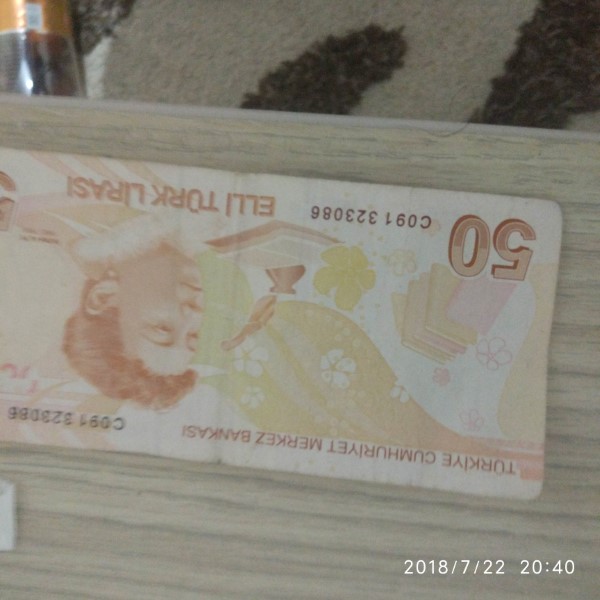 TÜRKİYE CUMHURİYET MERKEZ BANKASI
C091 323086
50
C091 323086
ELLİ TÜRK LİRASI
2018/7/22 20:40